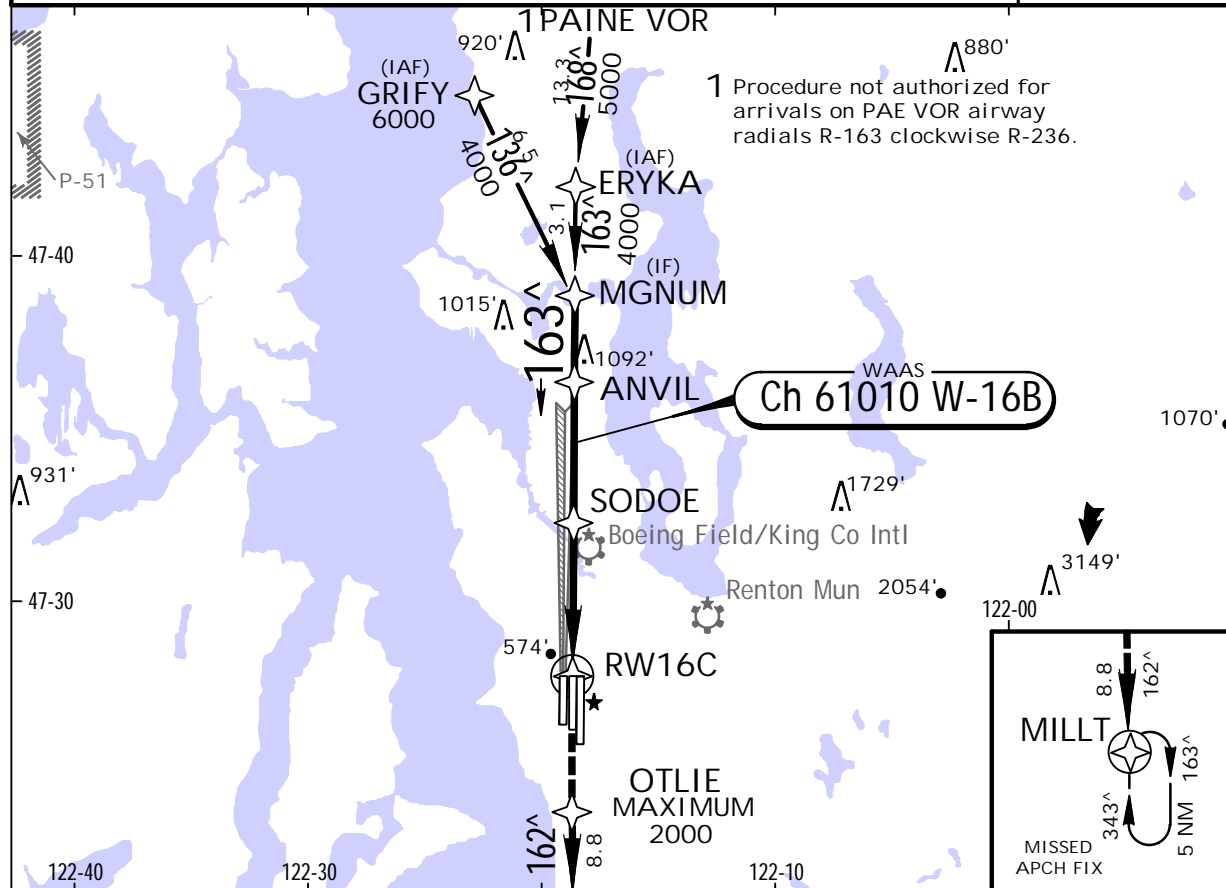 1 PAINE VOR
920'
880'
(IAF)
GRIFY
6000
13.3
168^
5000
1 Procedure not authorized for
arrivals on PAE VOR airway
radials R-163 clockwise R-236.
6.5
136^
4000
P-51
(IAF)
ERYKA
3.1
163^
4000
47-40
(IF)
MGNUM
1015'
163^
1092'
ANVIL
WAAS
Ch 61010 W-16B
1070'
931'
1729'
SODOE
Boeing Field/King Co Intl
3149'
Renton Mun
2054'
47-30
122-00
574'
RW16C
8.8
162^
MILLT
163^
343^
5 NM
MISSED
APCH FIX
OTLIE
MAXIMUM
2000
162^
8.8
122-40
122-30
122-10